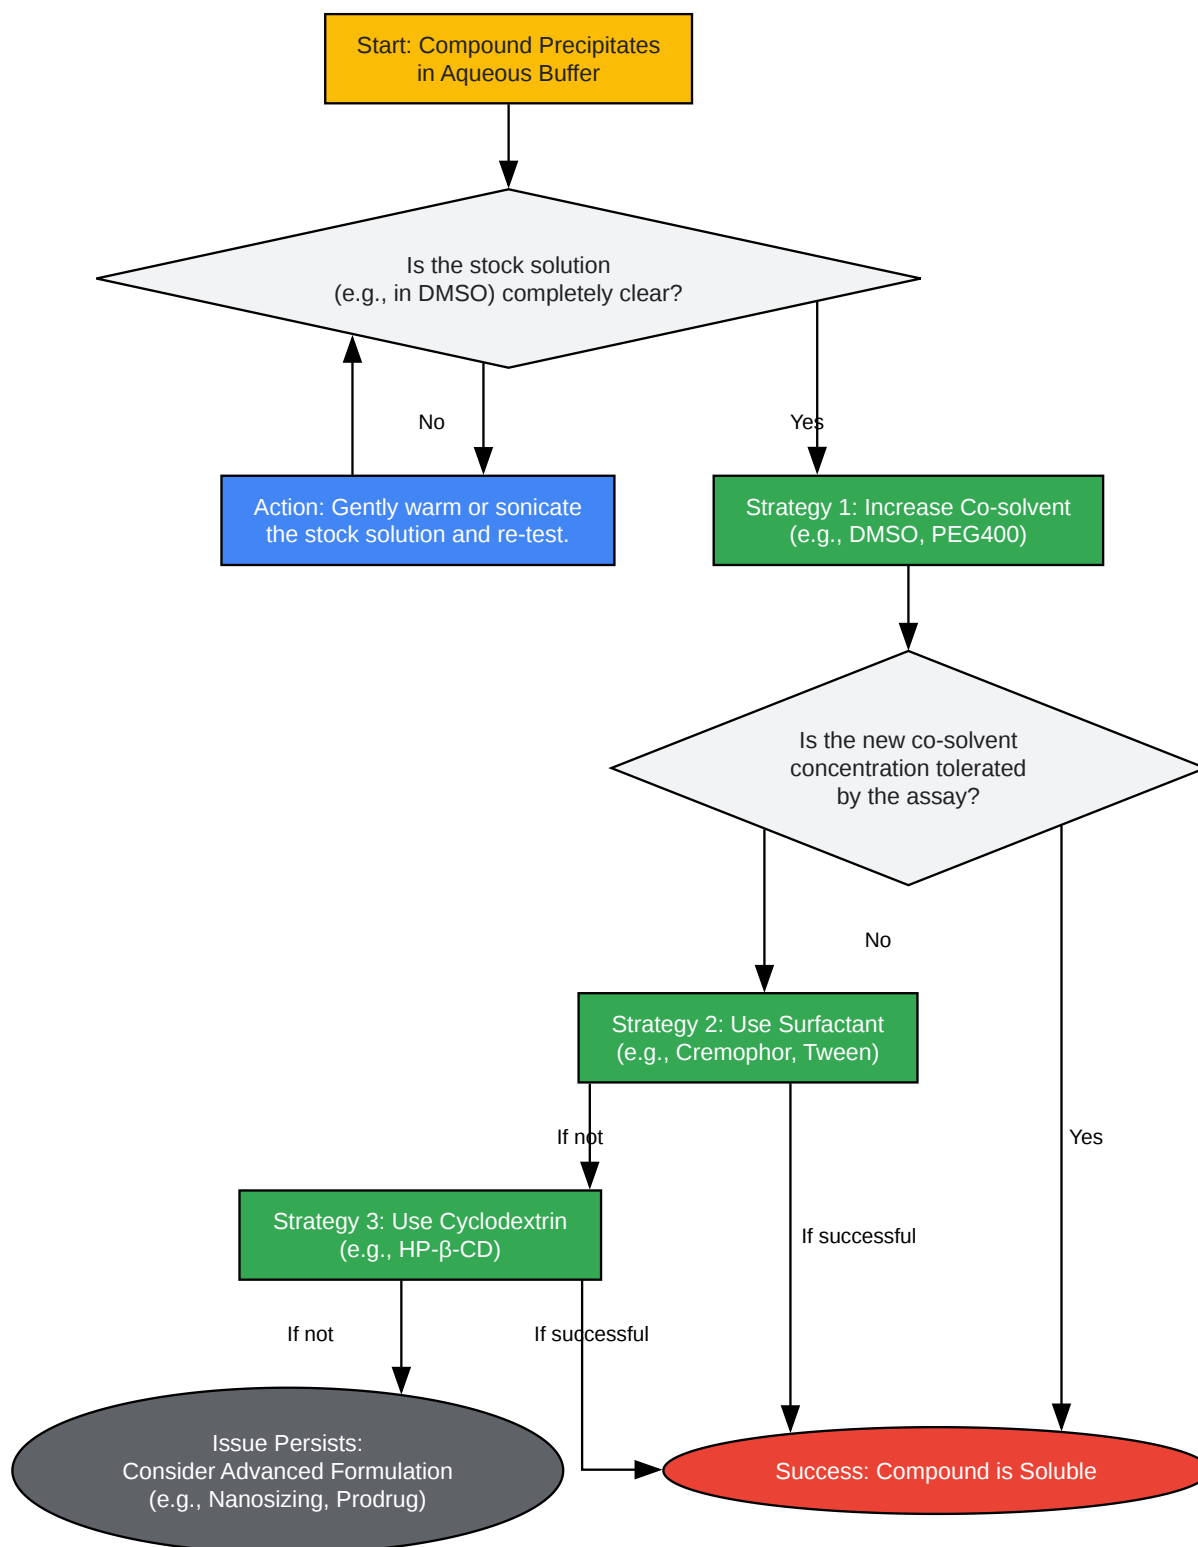 Start: Compound Precipitates
in Aqueous Buffer
Is the stock solution
(e.g., in DMSO) completely clear?
No
Yes
Action: Gently warm or sonicate
the stock solution and re-test.
Strategy 1: Increase Co-solvent
(e.g., DMSO, PEG400)
Is the new co-solvent
concentration tolerated
by the assay?
No
Strategy 2: Use Surfactant
(e.g., Cremophor, Tween)
If not
Yes
Strategy 3: Use Cyclodextrin
(e.g., HP-β-CD)
If successful
If not
If successful
Issue Persists:
Consider Advanced Formulation
(e.g., Nanosizing, Prodrug)
Success: Compound is Soluble